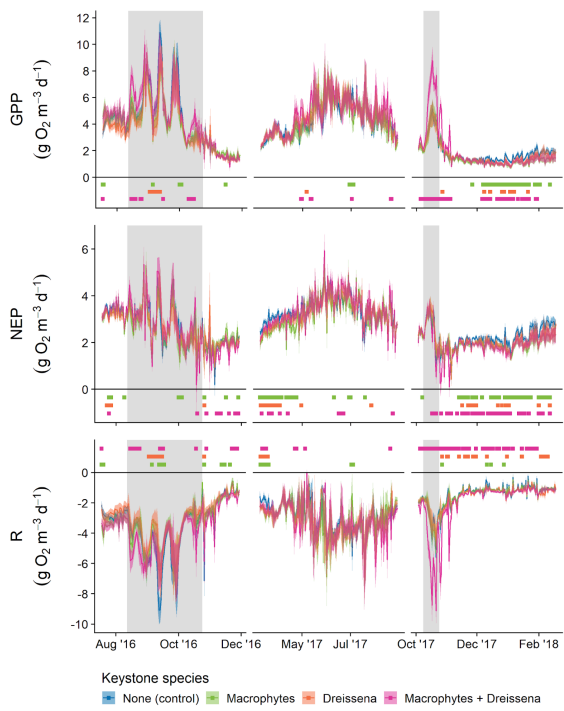 GPP
(g O₂ m⁻³ d⁻¹)
12
10
8
6
4
2
0
NEP
(g O₂ m⁻³ d⁻¹)
6
4
2
0
R
(g O₂ m⁻³ d⁻¹)
0
-2
-4
-6
-8
-10
Aug '16 Oct '16 Dec '16 May '17 Jul '17 Oct '17 Dec '17 Feb '18
Keystone species
None (control) Macrophytes Dreissena Macrophytes + Dreissena